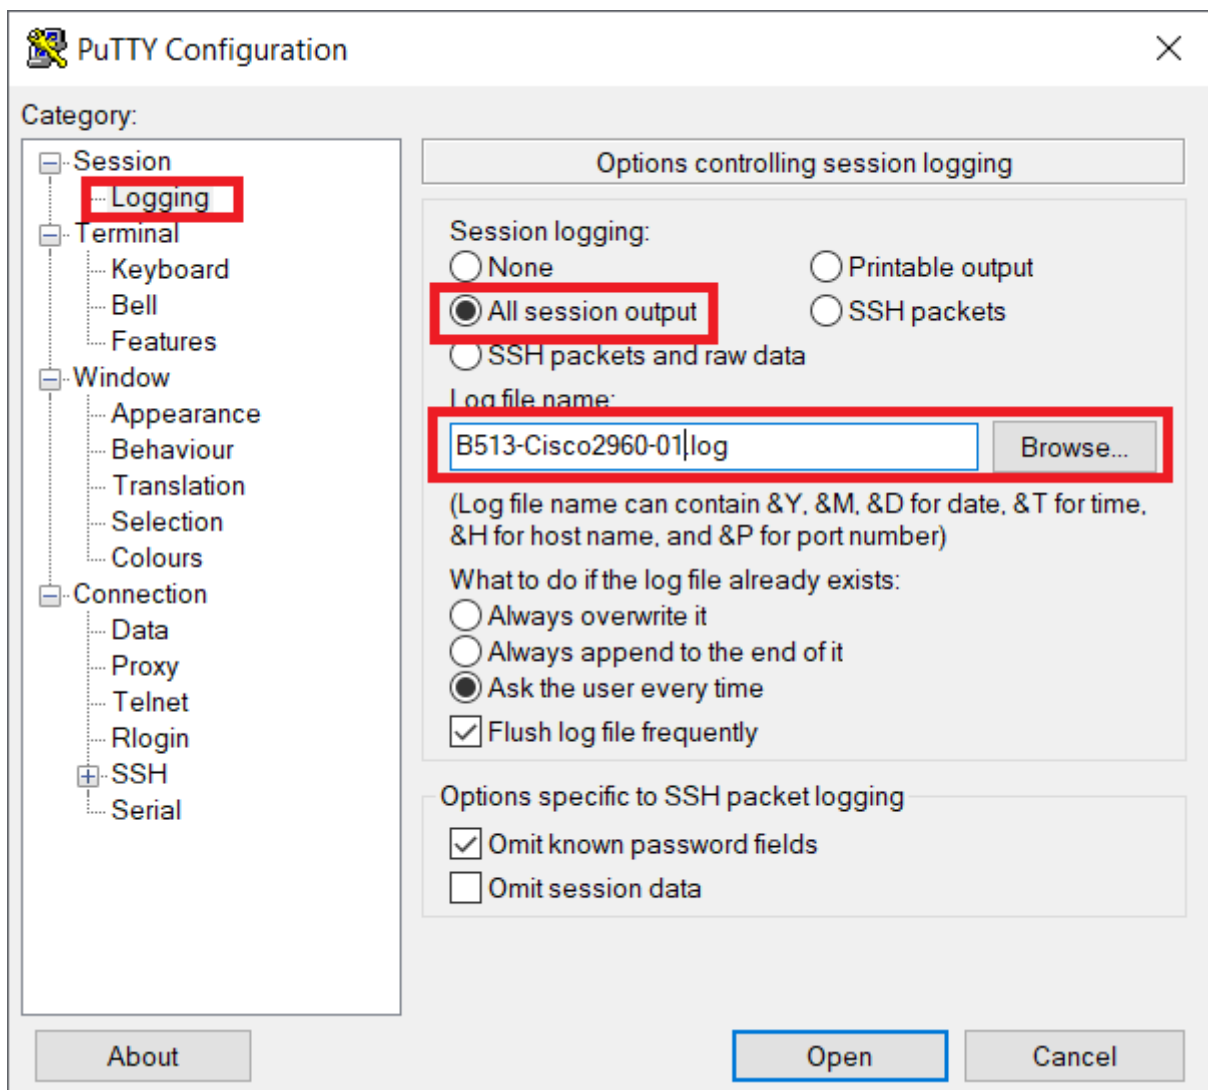 PuTTY Configuration
Category:
Session
Logging
Terminal
Keyboard
Bell
Features
Window
Appearance
Behaviour
Translation
Selection
Colours
Connection
Data
Proxy
Telnet
Rlogin
SSH
Serial
Options controlling session logging
Session logging:
None
Printable output
All session output
SSH packets
SSH packets and raw data
Log file name:
B513-Cisco2960-01.log
Browse...
(Log file name can contain &Y, &M, &D for date, &T for time,
&H for host name, and &P for port number)
What to do if the log file already exists:
Always overwrite it
Always append to the end of it
Ask the user every time
Flush log file frequently
Options specific to SSH packet logging
Omit known password fields
Omit session data
About
Open
Cancel